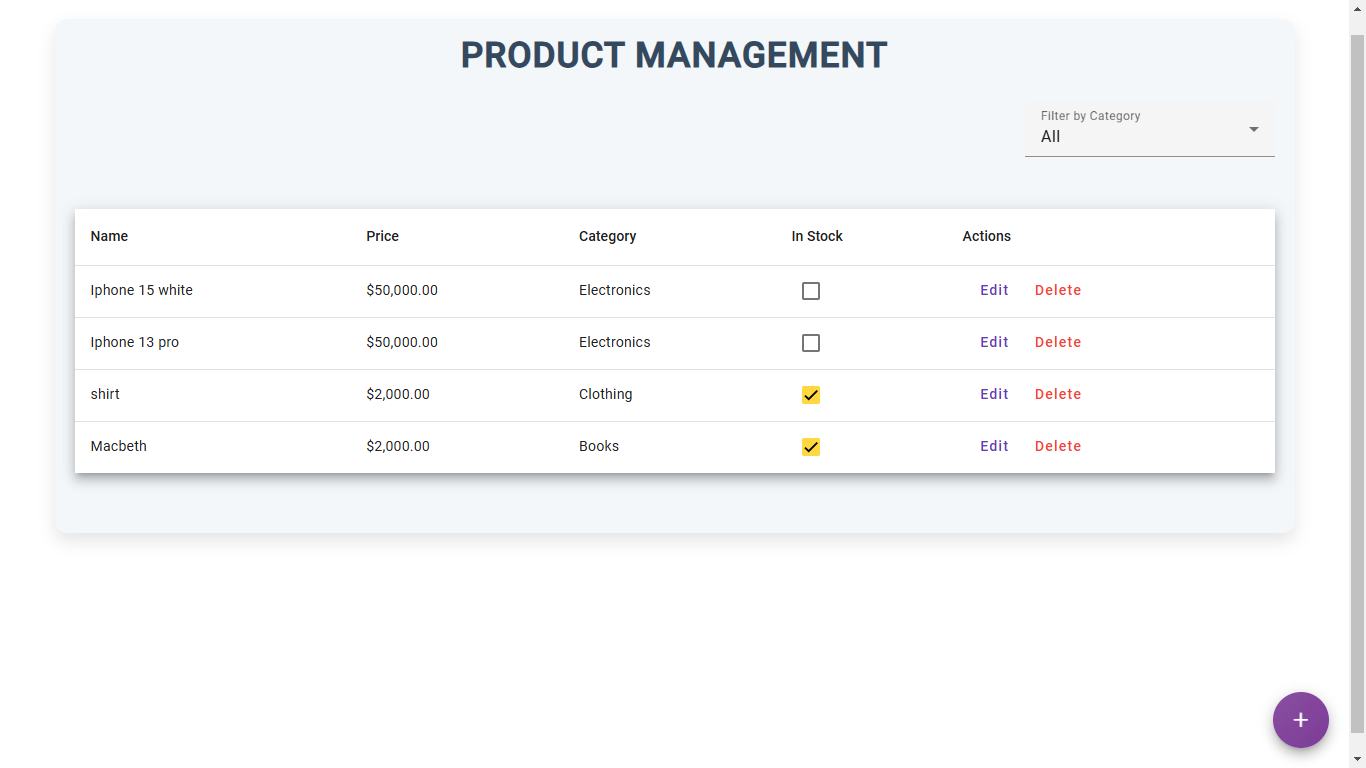 PRODUCT MANAGEMENT
Filter by Category
All
Name Price Category In Stock Actions
Iphone 15 white $50,000.00 Electronics Edit Delete
Iphone 13 pro $50,000.00 Electronics Edit Delete
shirt $2,000.00 Clothing Edit Delete
Macbeth $2,000.00 Books Edit Delete
+